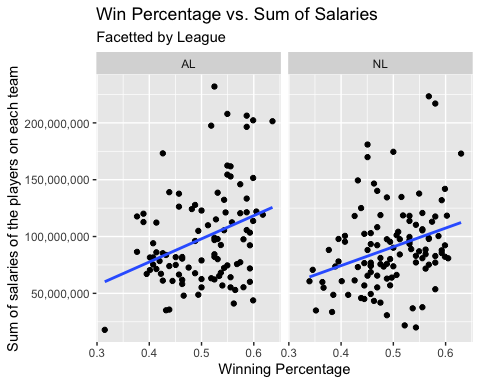 Win Percentage vs. Sum of Salaries
Facetted by League
AL
NL
Sum of salaries of the players on each team
200,000,000
150,000,000
100,000,000
50,000,000
0.3
0.4
0.5
0.6
0.3
0.4
0.5
0.6
Winning Percentage